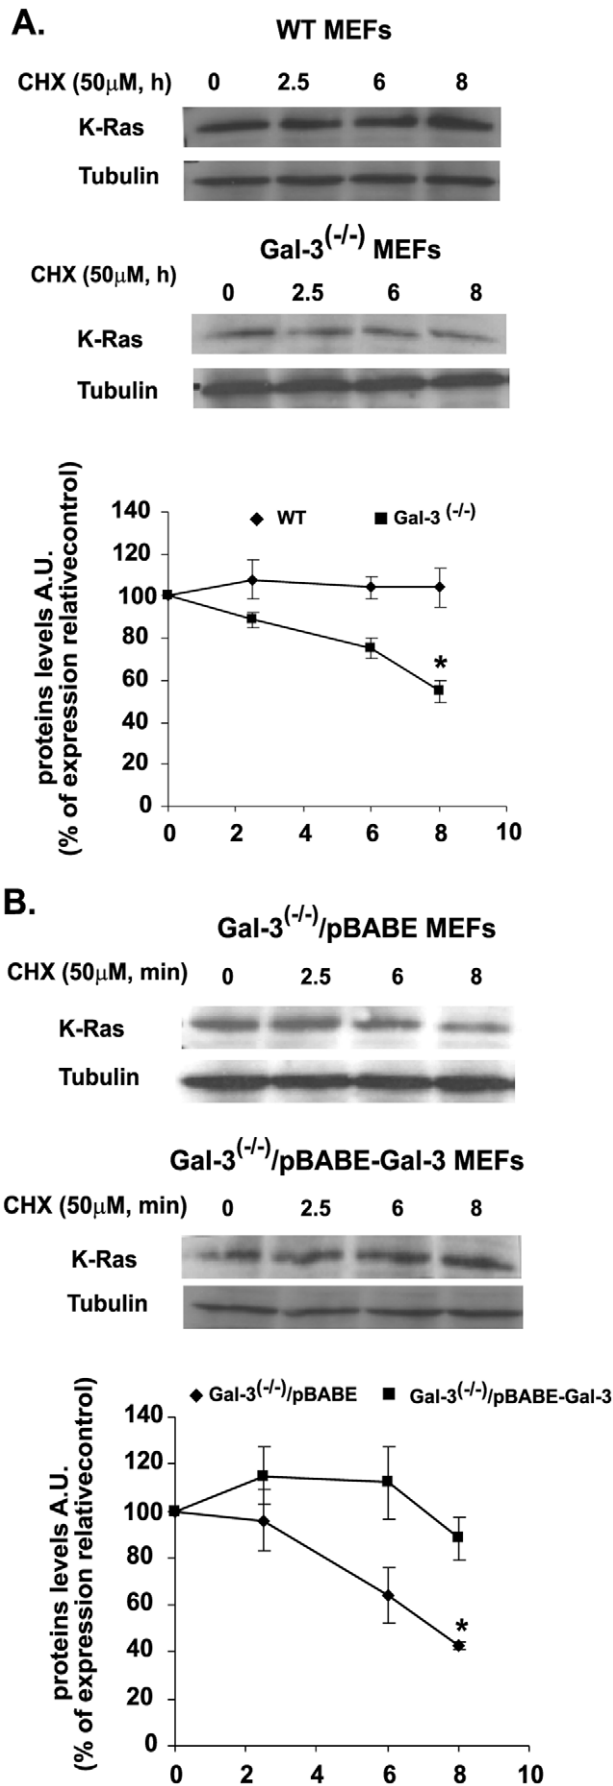 A.
WT MEFs
CHX (50μM, h) 0 2.5 6 8
K-Ras
Tubulin
Gal-3(-/-) MEFs
CHX (50μM, h) 0 2.5 6 8
K-Ras
Tubulin
proteins levels A.U.
(% of expression relativecontrol)
WT Gal-3 (-/-)
140
120
100
80
60
*
40
20
0
0 2 4 6 8 10
B.
Gal-3(-/-)/pBABE MEFs
CHX (50μM, min) 0 2.5 6 8
K-Ras
Tubulin
Gal-3(-/-)/pBABE-Gal-3 MEFs
CHX (50μM, min) 0 2.5 6 8
K-Ras
Tubulin
proteins levels A.U.
(% of expression relativecontrol)
Gal-3(-/-)/pBABE Gal-3(-/-)/pBABE-Gal-3
140
120
100
80
60
*
40
20
0
0 2 4 6 8 10